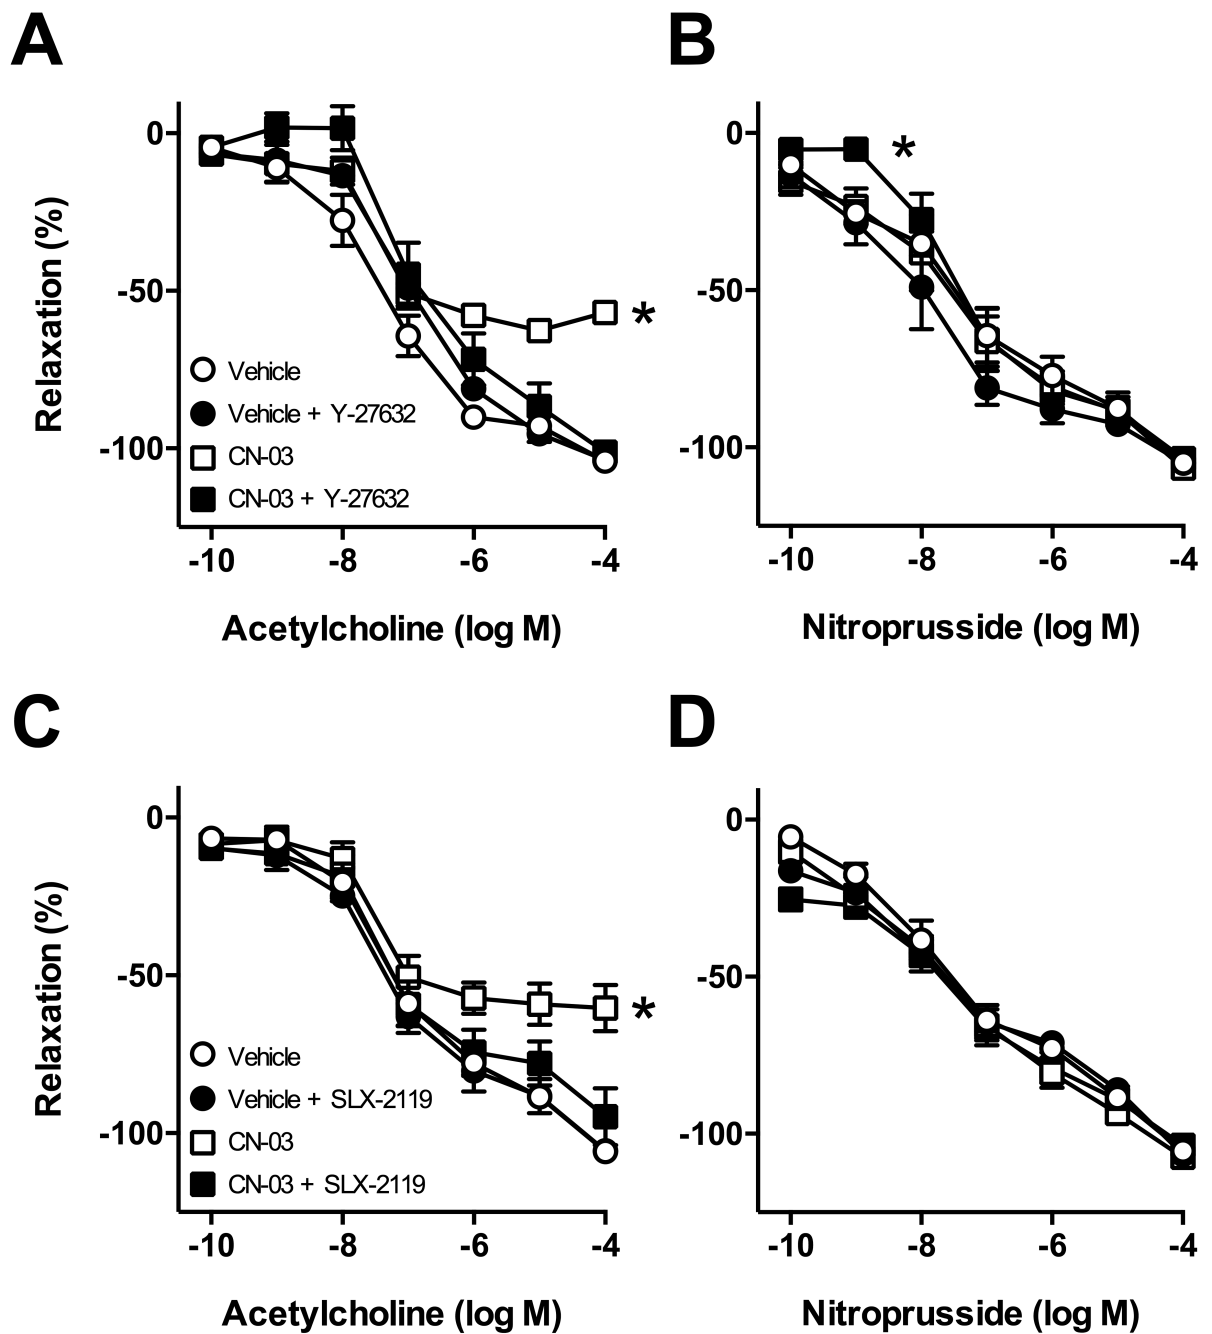 A
0
-50
-100
Relaxation (%)
Vehicle
Vehicle + Y-27632
CN-03
CN-03 + Y-27632
*
-10 -8 -6 -4
Acetylcholine (log M)
B
0
-50
-100
*
-10 -8 -6 -4
Nitroprusside (log M)
C
0
-50
-100
Relaxation (%)
Vehicle
Vehicle + SLX-2119
CN-03
CN-03 + SLX-2119
*
-10 -8 -6 -4
Acetylcholine (log M)
D
0
-50
-100
-10 -8 -6 -4
Nitroprusside (log M)